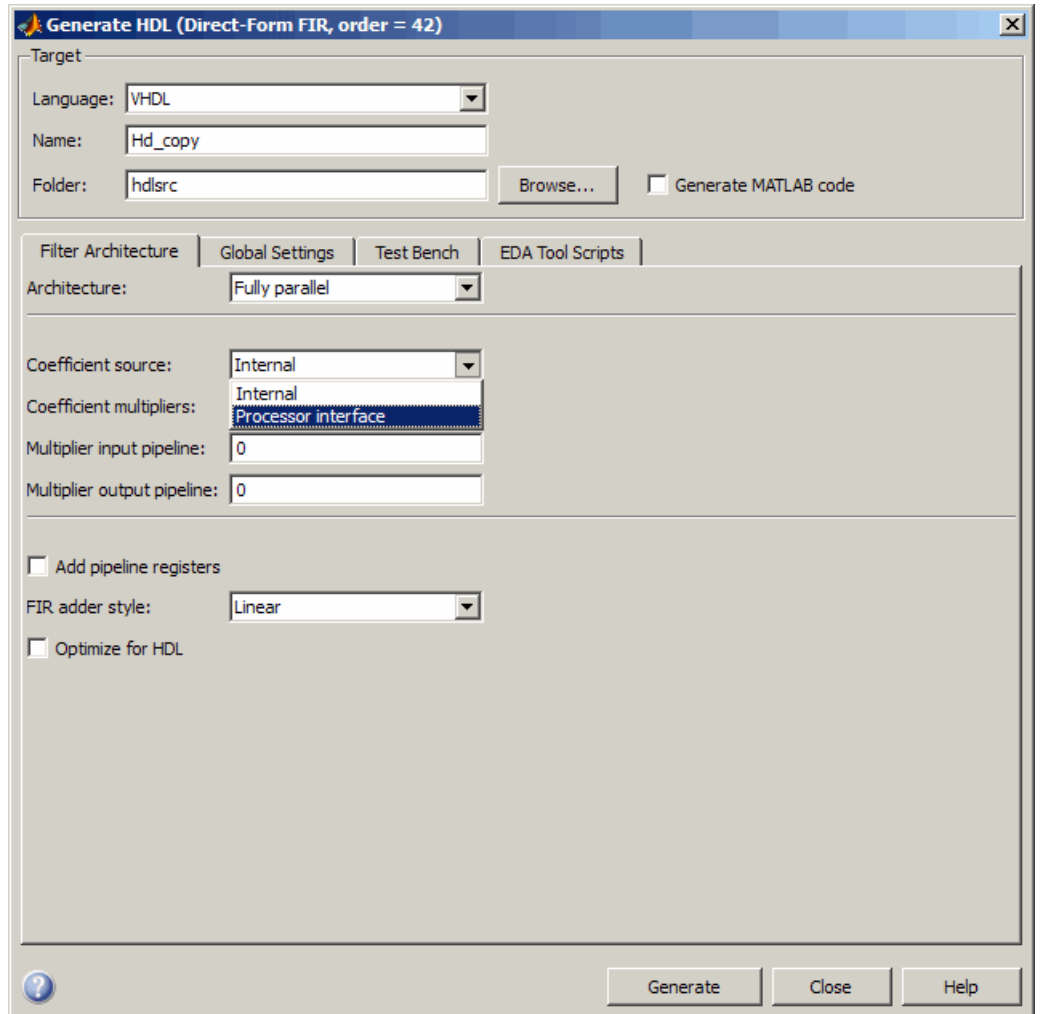 Generate HDL (Direct-Form FIR, order = 42)
Target
Language: VHDL
Name: Hd_copy
Folder: hdlsrc Browse... Generate MATLAB code
Filter Architecture Global Settings Test Bench EDA Tool Scripts
Architecture: Fully parallel
Coefficient source: Internal
Internal
Coefficient multipliers: Processor interface
Multiplier input pipeline: 0
Multiplier output pipeline: 0
Add pipeline registers
FIR adder style: Linear
Optimize for HDL
? Generate Close Help